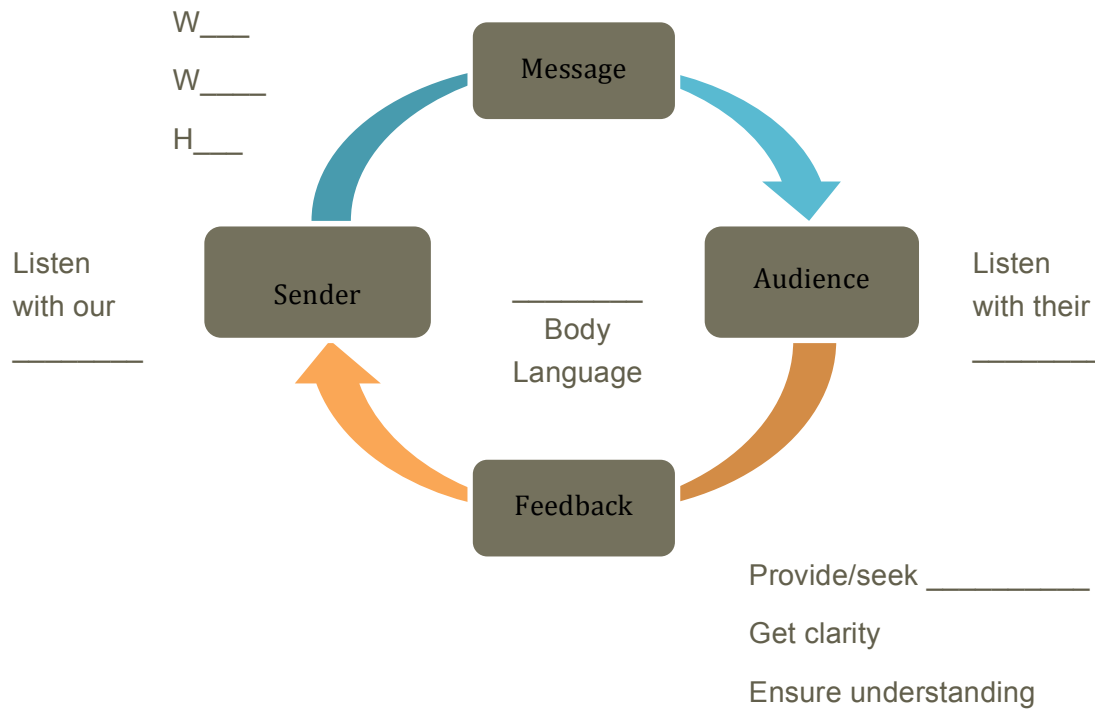 W___
W____
H___
Message
Listen
with our
________
Sender
________
Body
Language
Audience
Listen
with their
________
Feedback
Provide/seek __________
Get clarity
Ensure understanding